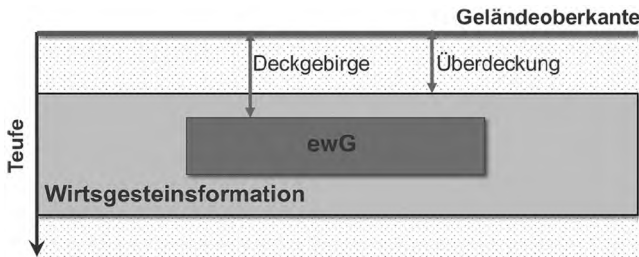 Geländeoberkante
Deckgebirge
Überdeckung
ewG
Wirtsgesteinsformation
Teufe